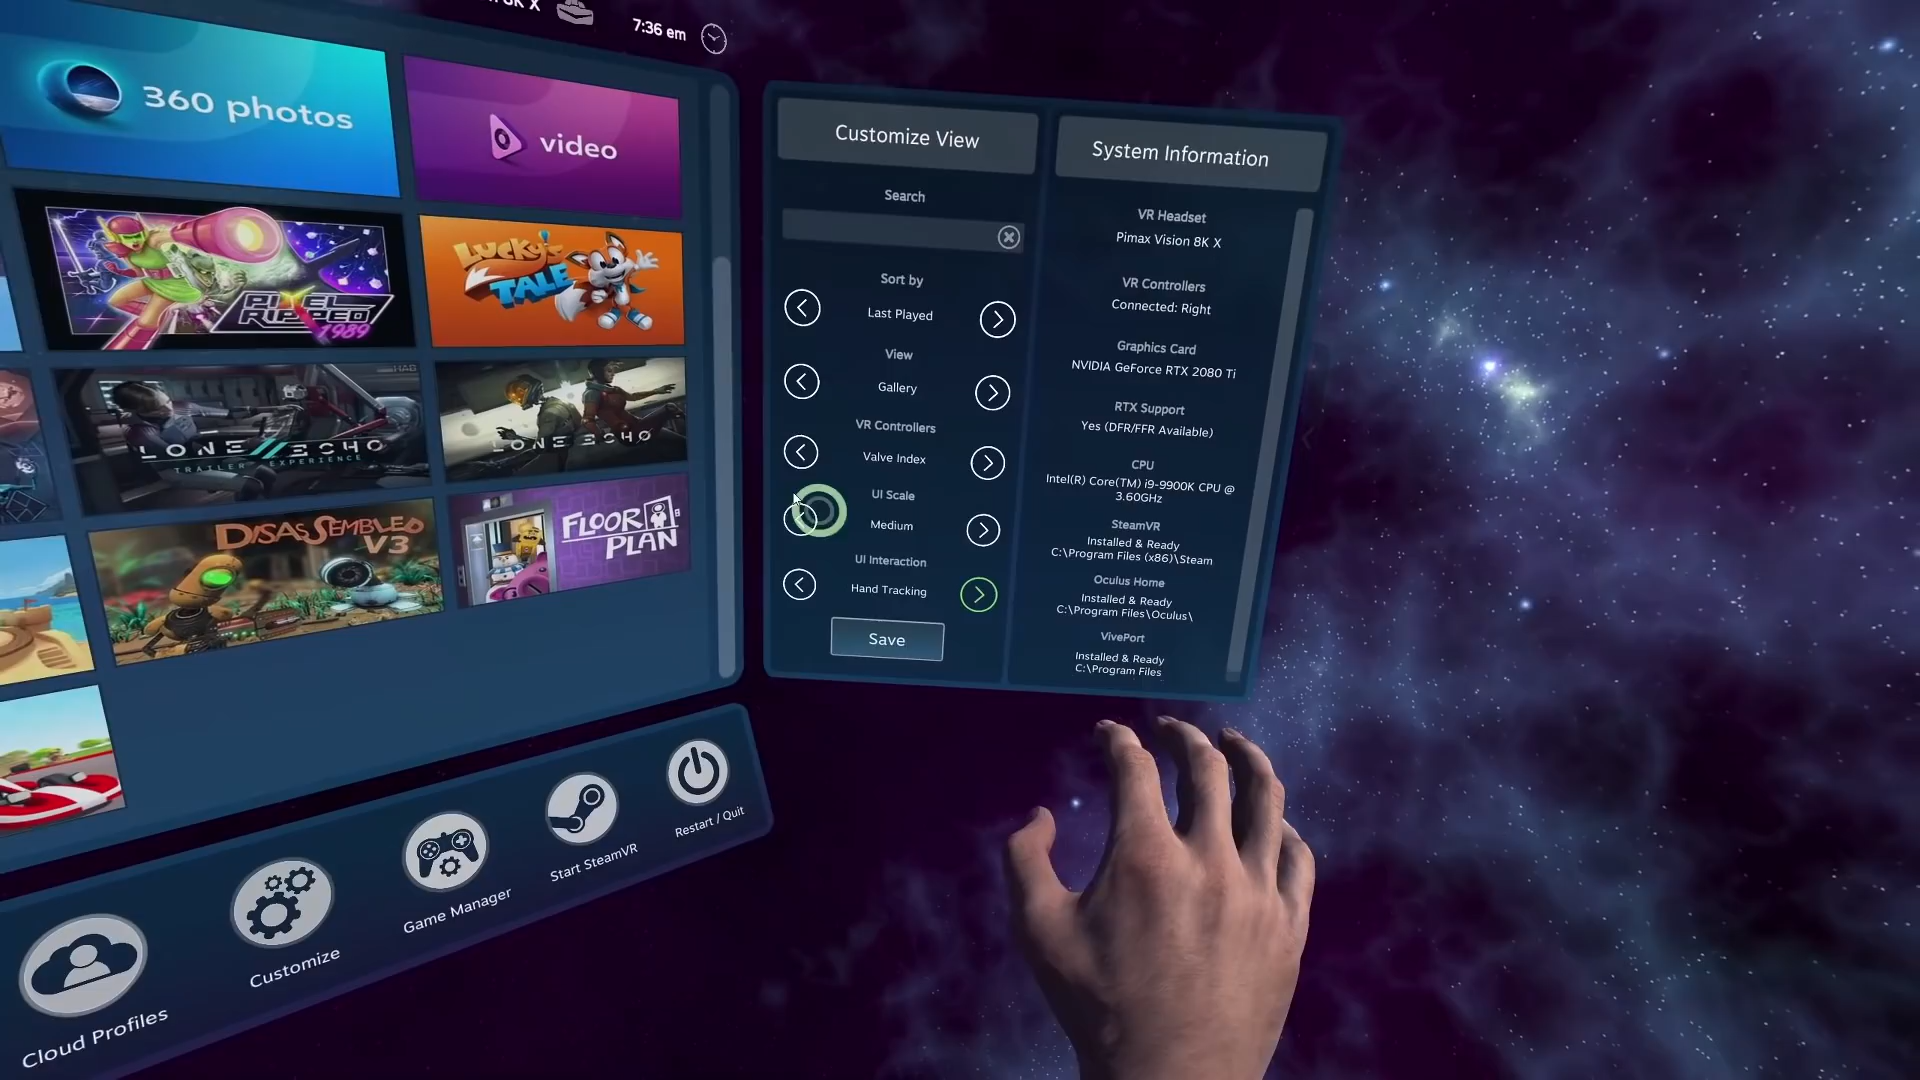 7:36 em
360 photos
video
PIXEL
RIPPED
1989
LUCKY'S
TALE
LONE ECHO
TRAILER EXPERIENCE
LONE ECHO
DISASSEMBLED
V3
FLOOR
PLAN
Cloud Profiles
Customize
Game Manager
Start SteamVR
Restart / Quit
Customize View
Search
Sort by
Last Played
View
Gallery
VR Controllers
Valve Index
UI Scale
Medium
UI Interaction
Hand Tracking
Save
System Information
VR Headset
Pimax Vision 8K X
VR Controllers
Connected: Right
Graphics Card
NVIDIA GeForce RTX 2080 Ti
RTX Support
Yes (DFR/FFR Available)
CPU
Intel(R) Core(TM) i9-9900K CPU @
3.60GHz
SteamVR
Installed & Ready
C:\Program Files (x86)\Steam
Oculus Home
Installed & Ready
C:\Program Files\Oculus\
VivePort
Installed & Ready
C:\Program Files